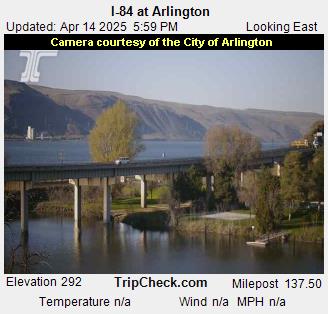 I-84 at Arlington
Updated: Apr 14 2025 5:59 PM Looking East
Camera courtesy of the City of Arlington
Elevation 292 TripCheck.com Milepost 137.50
Temperature n/a Wind n/a MPH n/a